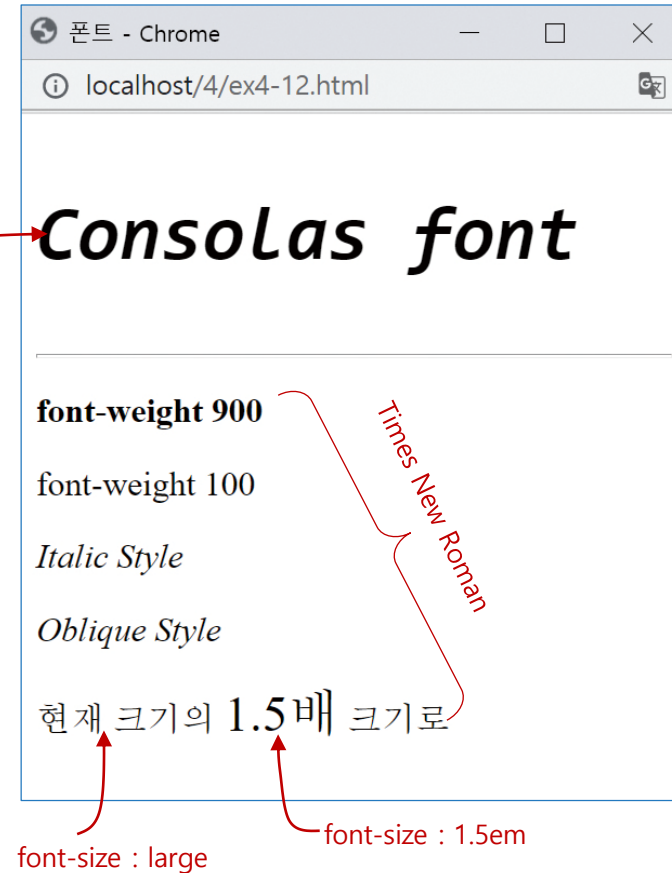 폰트 - Chrome
localhost/4/ex4-12.html
Consolas font
font-weight 900
font-weight 100
Italic Style
Oblique Style
현재 크기의 1.5배 크기로
Times New Roman
font-size : 1.5em
font-size : large